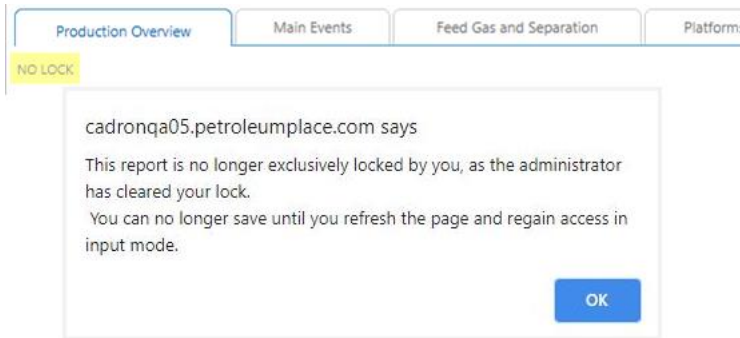 Production Overview Main Events Feed Gas and Separation Platform
NO LOCK
cadronqa05.petroleumplace.com says
This report is no longer exclusively locked by you, as the administrator
has cleared your lock.
You can no longer save until you refresh the page and regain access in
input mode.
OK